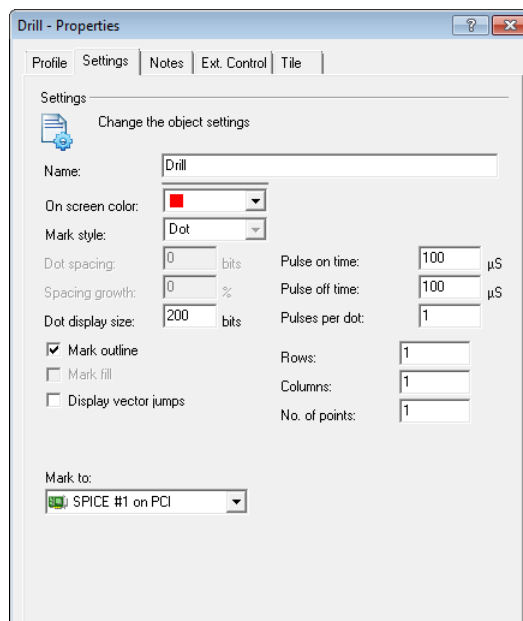 Drill - Properties
Profile Settings Notes Ext. Control Tile
Settings
Change the object settings
Name: Drill
On screen color:
Mark style: Dot
Dot spacing: 0 bits
Pulse on time: 100 µS
Spacing growth: 0 %
Pulse off time: 100 µS
Dot display size: 200 bits
Pulses per dot: 1
Mark outline
Rows: 1
Mark fill
Columns: 1
Display vector jumps
No. of points: 1
Mark to:
SPICE #1 on PCI